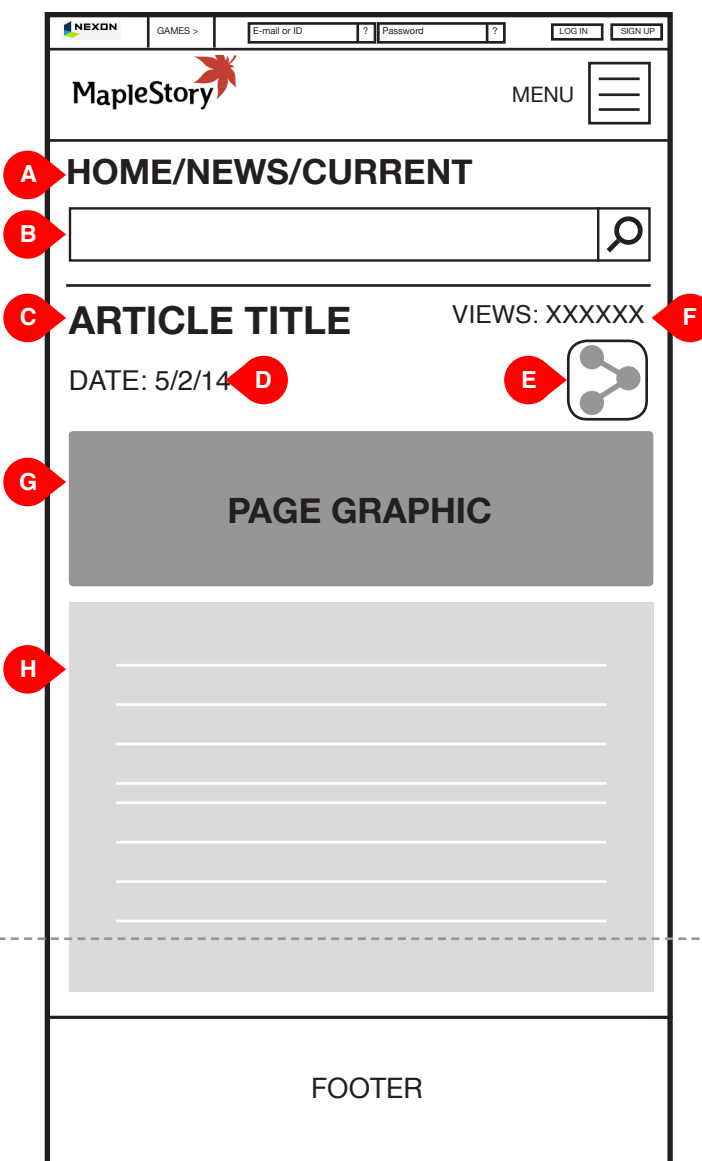 NEXON GAMES > E-mail or ID ? Password ? LOG IN SIGN UP
MapleStory MENU
A HOME/NEWS/CURRENT
B
C ARTICLE TITLE VIEWS: XXXXXX F
DATE: 5/2/14 D E
G PAGE GRAPHIC
H
FOOTER